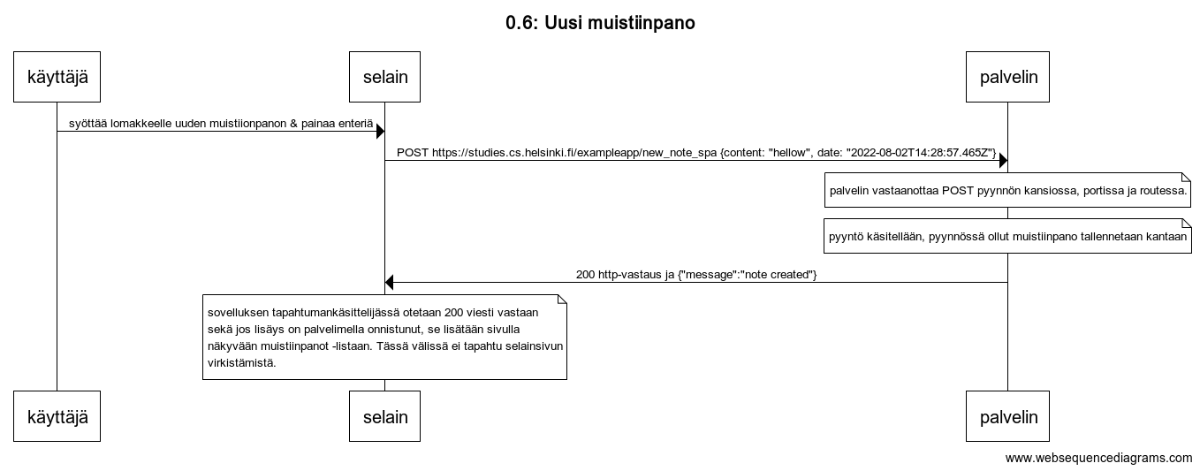 0.6: Uusi muistiinpano
käyttäjä
selain
palvelin
syöttää lomakkeelle uuden muistiionpanon & painaa enteriä
POST https://studies.cs.helsinki.fi/exampleapp/new_note_spa {content: "hellow", date: "2022-08-02T14:28:57.465Z"}
palvelin vastaanottaa POST pyynnön kansiossa, portissa ja routessa.
pyyntö käsitellään, pyynnössä ollut muistiinpano tallennetaan kantaan
200 http-vastaus ja {"message":"note created"}
sovelluksen tapahtumankäsittelijässä otetaan 200 viesti vastaan
sekä jos lisäys on palvelimella onnistunut, se lisätään sivulla
näkyvään muistiinpanot -listaan. Tässä välissä ei tapahtu selainsivun
virkistämistä.
käyttäjä
selain
palvelin
www.websequencediagrams.com